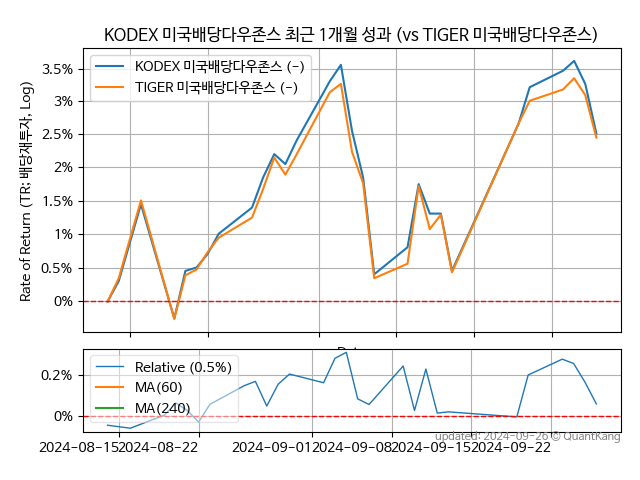 KODEX 미국배당다우존스 최근 1개월 성과 (vs TIGER 미국배당다우존스)
Rate of Return (TR: 배당재투자, Log)
3.5%
3%
2.5%
2%
1.5%
1%
0.5%
0%
KODEX 미국배당다우존스 (-)
TIGER 미국배당다우존스 (-)
0.2%
0%
Relative (0.5%)
MA(60)
MA(240)
updated: 2024-09-26 © QuantKang
2024-08-15
2024-08-22
2024-09-01
2024-09-08
2024-09-15
2024-09-22